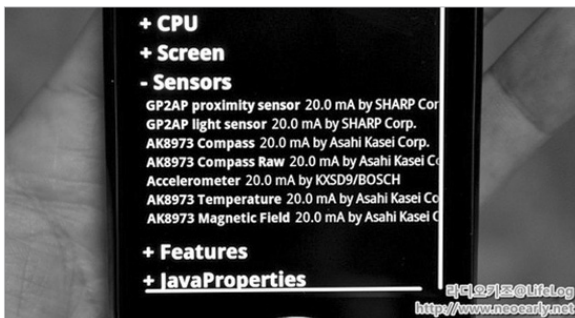 + CPU
+ Screen
- Sensors
GP2AP proximity sensor 20.0 mA by SHARP Cor
GP2AP light sensor 20.0 mA by SHARP Corp.
AK8973 Compass 20.0 mA by Asahi Kasei Corp.
AK8973 Compass Raw 20.0 mA by Asahi Kasei Co
Accelerometer 20.0 mA by KXSD9/BOSCH
AK8973 Temperature 20.0 mA by Asahi Kasei Co
AK8973 Magnetic Field 20.0 mA by Asahi Kasei C
+ Features
+ JavaProperties
라디오키즈@LifeLog
http://www.neoearly.net